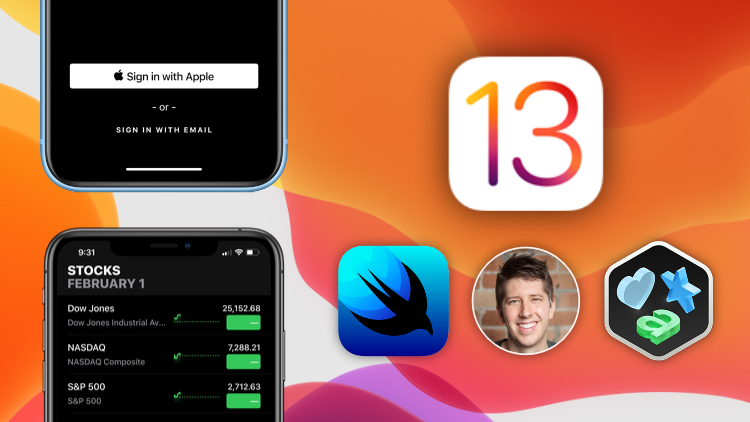 Sign in with Apple
- or -
SIGN IN WITH EMAIL
13
9:31
STOCKS
FEBRUARY 1
Dow Jones 25,152.68
Dow Jones Industrial Av... —
NASDAQ 7,288.21
NASDAQ Composite —
S&P 500 2,712.63
S&P 500 —
a